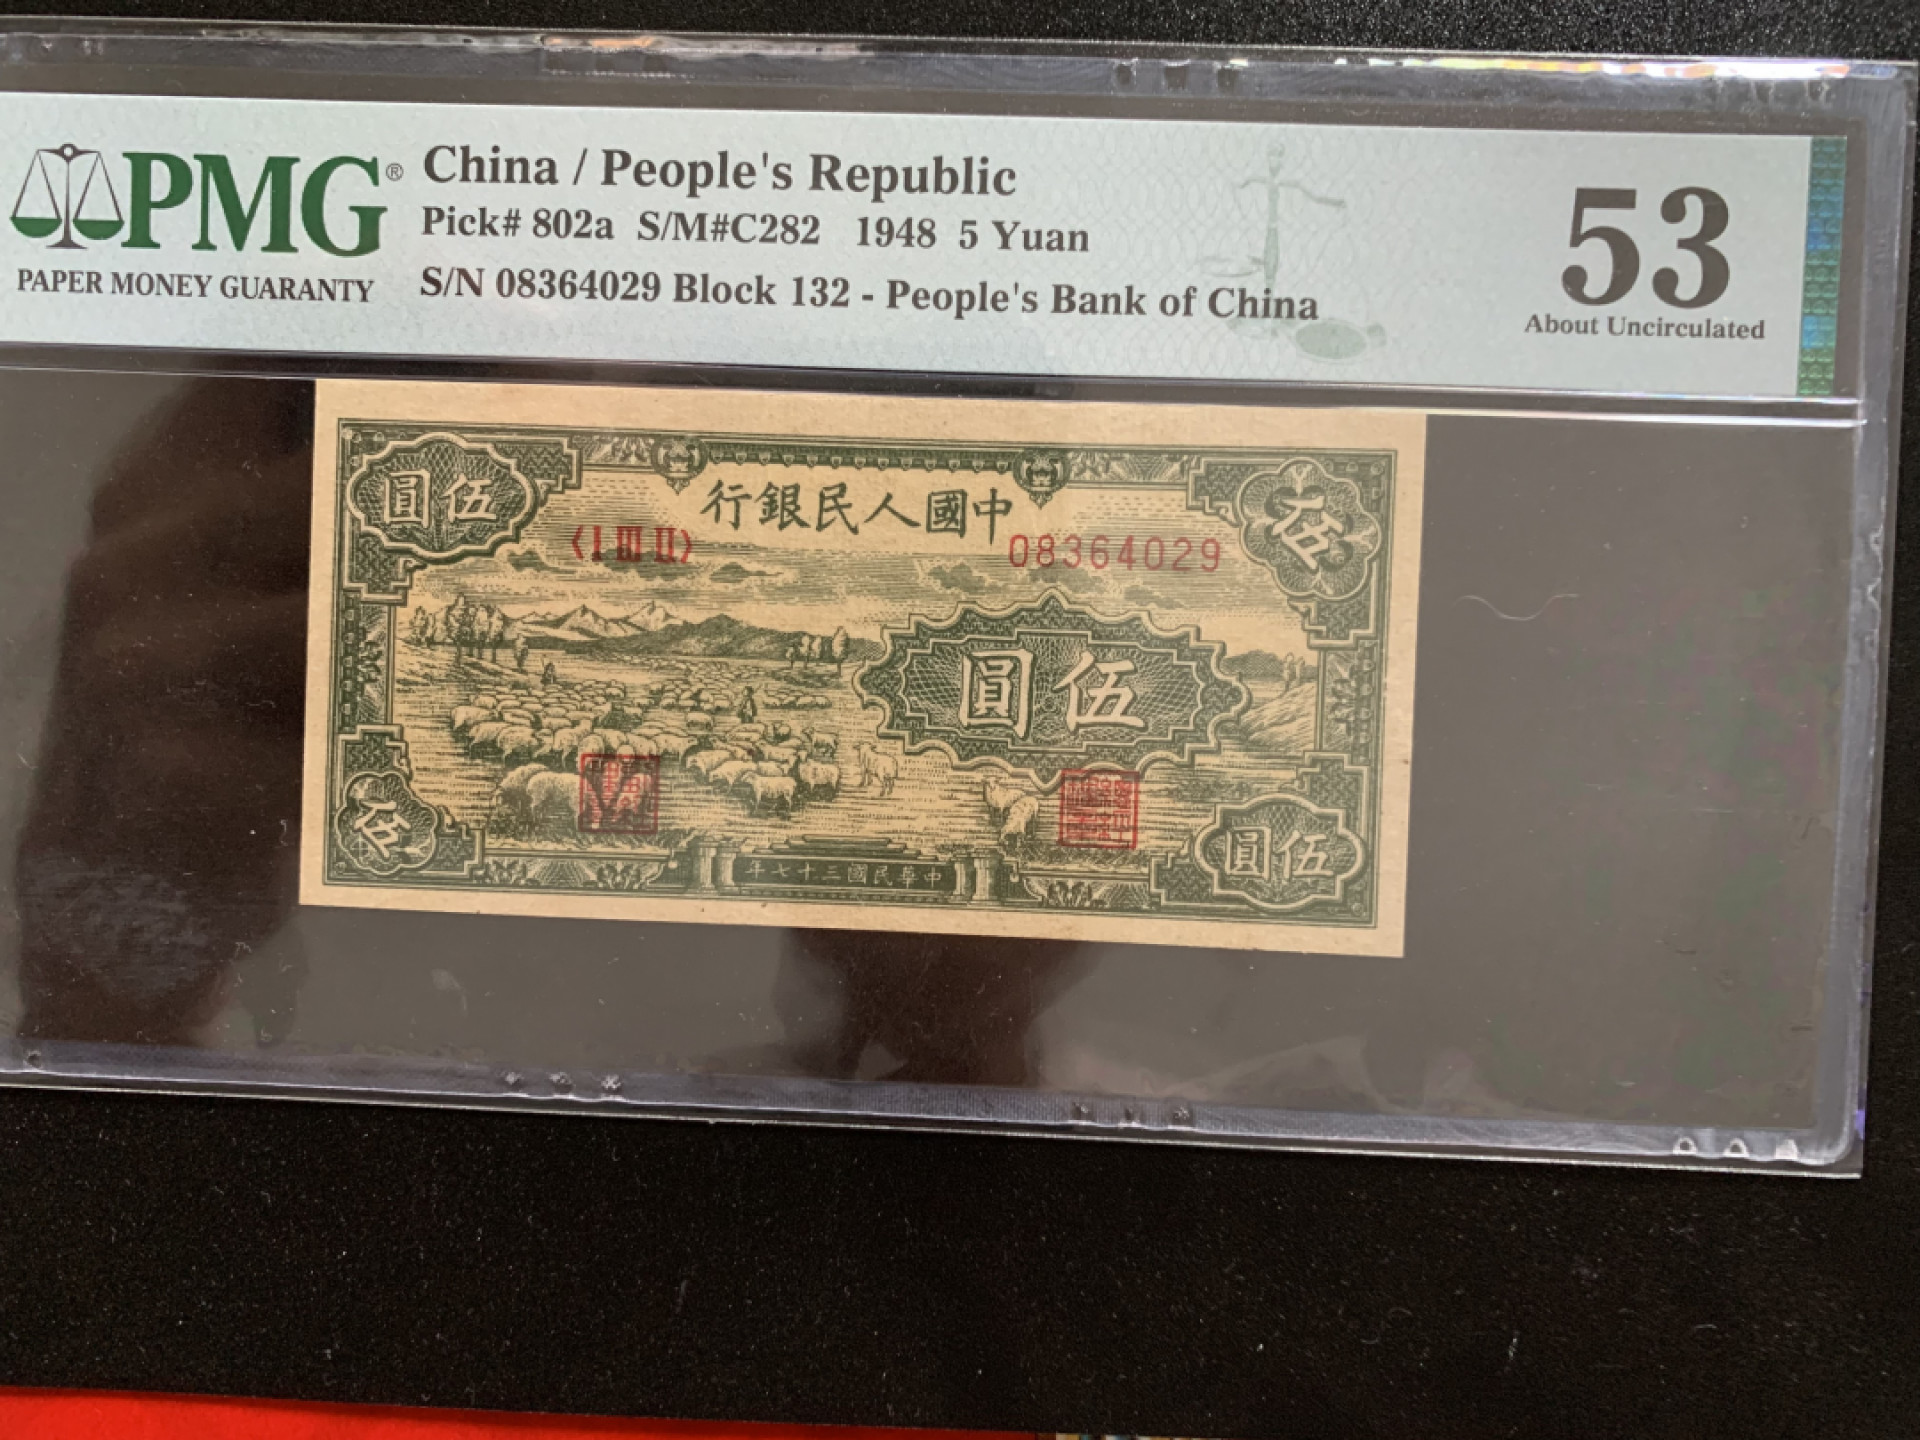 PMG®
PAPER MONEY GUARANTY
China / People's Republic
Pick# 802a S/M#C282 1948 5 Yuan
S/N 08364029 Block 132 - People's Bank of China
53
About Uncirculated
圓伍
行銀民人國中
伍
〈I III II〉
08364029
圓伍
伍
年七十三國民華中
圓伍